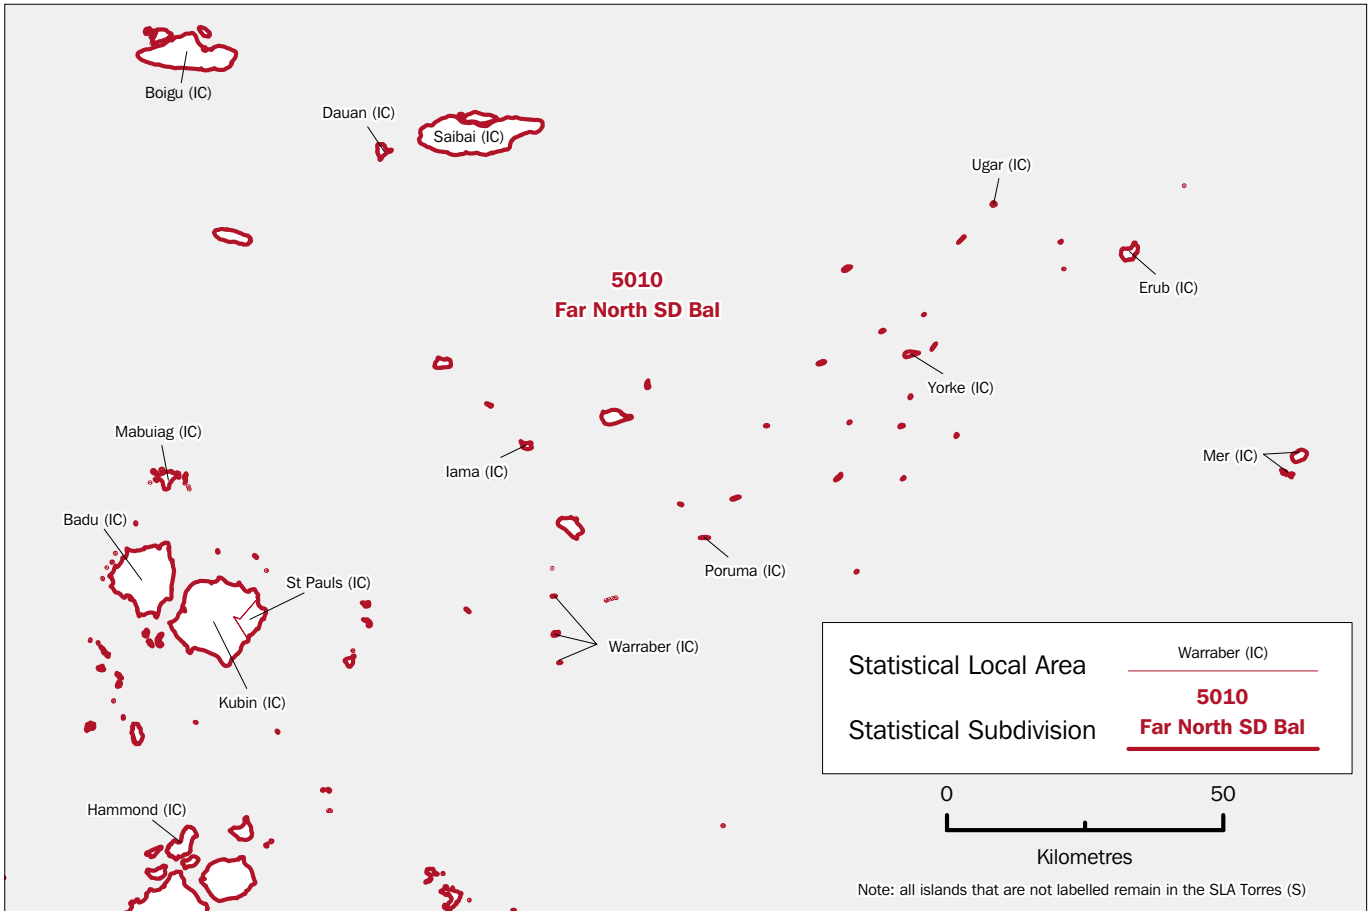 Boigu (IC)
Dauan (IC)
Saibai (IC)
Ugar (IC)
Erub (IC)
5010
Far North SD Bal
Yorke (IC)
Mabuiag (IC)
Iama (IC)
Mer (IC)
Badu (IC)
Poruma (IC)
St Pauls (IC)
Warraber (IC)
Kubin (IC)
Hammond (IC)
Statistical Local Area
Warraber (IC)
Statistical Subdivision
5010
Far North SD Bal
0 50
Kilometres
Note: all islands that are not labelled remain in the SLA Torres (S)